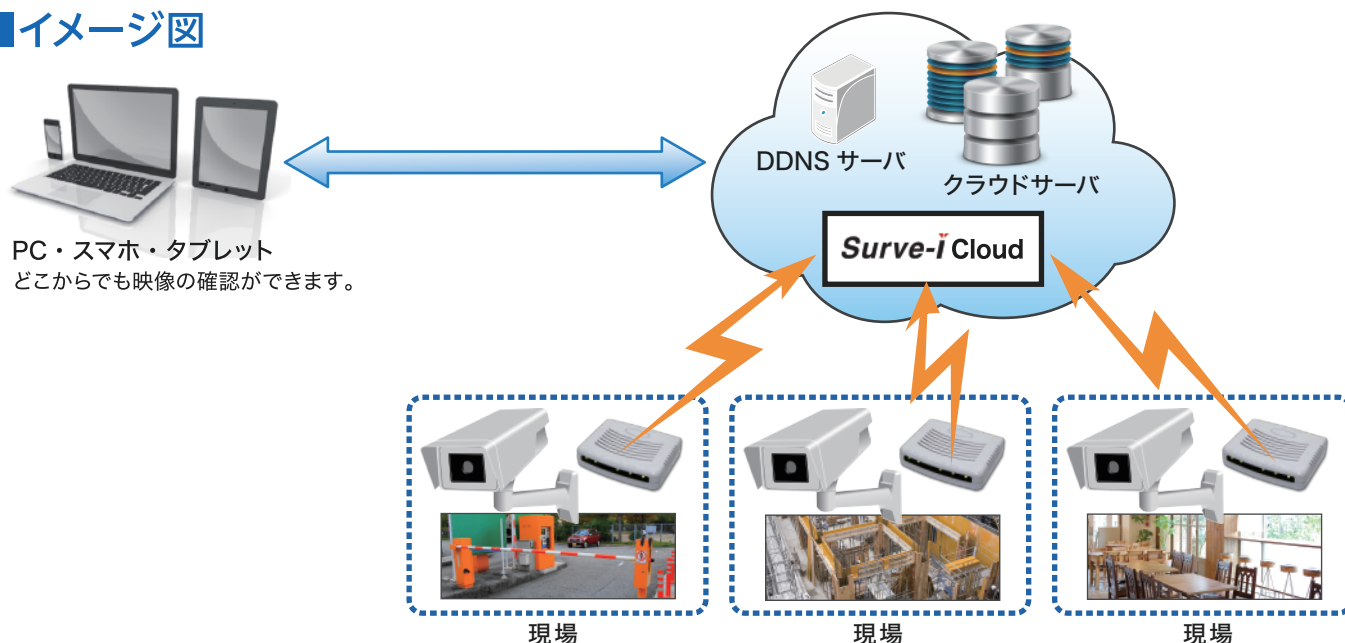 イメージ図
DDNS サーバ
クラウドサーバ
Surve-i Cloud
PC・スマホ・タブレット
どこからでも映像の確認ができます。
現場
現場
現場